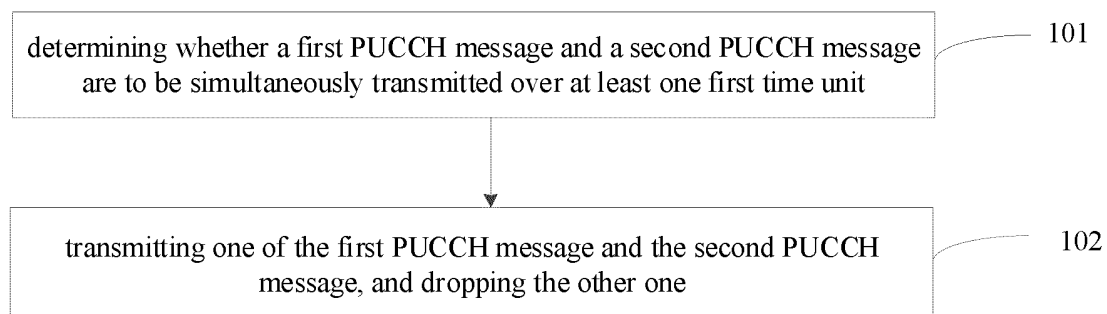 determining whether a first PUCCH message and a second PUCCH message
are to be simultaneously transmitted over at least one first time unit
101
transmitting one of the first PUCCH message and the second PUCCH
message, and dropping the other one
102